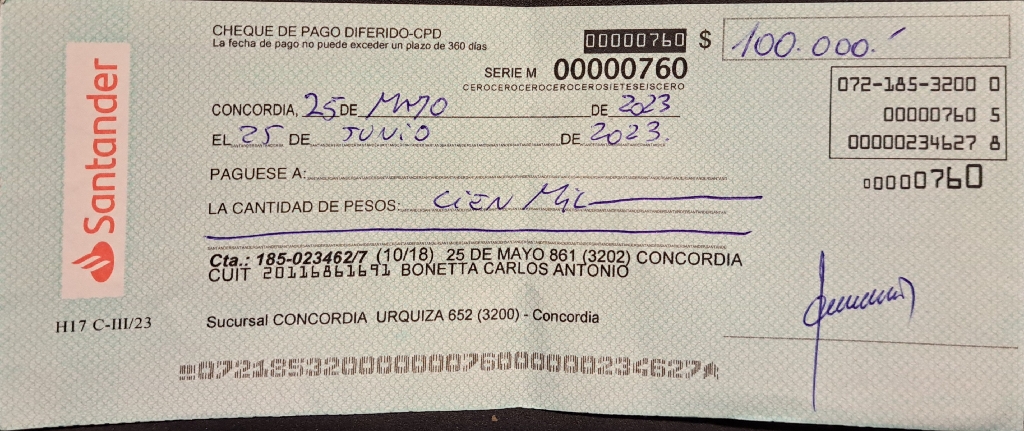 Santander
CHEQUE DE PAGO DIFERIDO-CPD
La fecha de pago no puede exceder un plazo de 360 días
00000760 $ 100.000.-
SERIE M 00000760
CEROCEROCEROCEROCEROSIETESEISCERO
072-185-3200 0
00000760 5
00000234627 8
00000760
CONCORDIA, 25 DE MAYO DE 2023
EL 25 DE JUNIO DE 2023.
PAGUESE A:
LA CANTIDAD DE PESOS: CIEN MIL
Cta.: 185-023462/7 (10/18) 25 DE MAYO 861 (3202) CONCORDIA
CUIT 20116861691 BONETTA CARLOS ANTONIO
H17 C-III/23
Sucursal CONCORDIA URQUIZA 652 (3200) - Concordia
07218532000000076000000234627